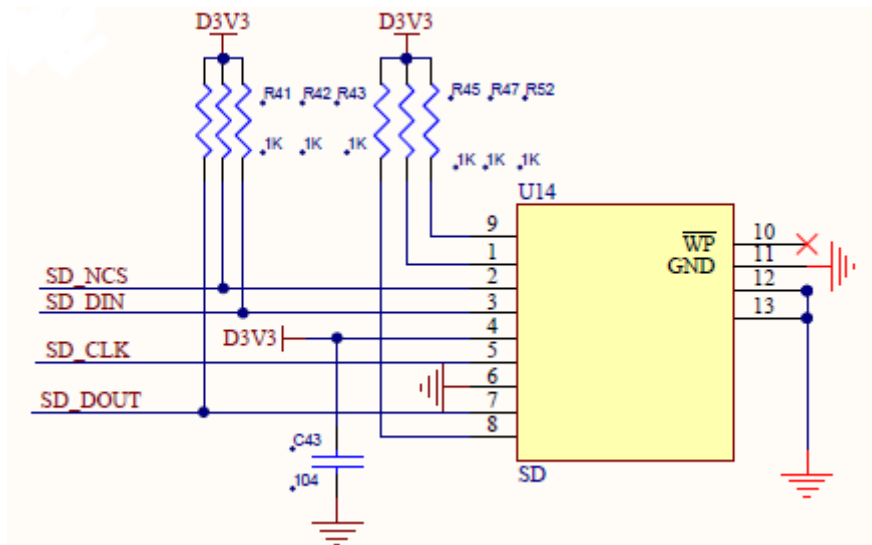 D3V3 D3V3
R41 R42 R43 R45 R47 R52
1K 1K 1K 1K 1K 1K
U14
9
1
SD_NCS 2
SD_DIN 3
D3V3 4
SD_CLK 5
6
SD_DOUT 7
8
WP 10
GND 11
12
13
C43
104
SD